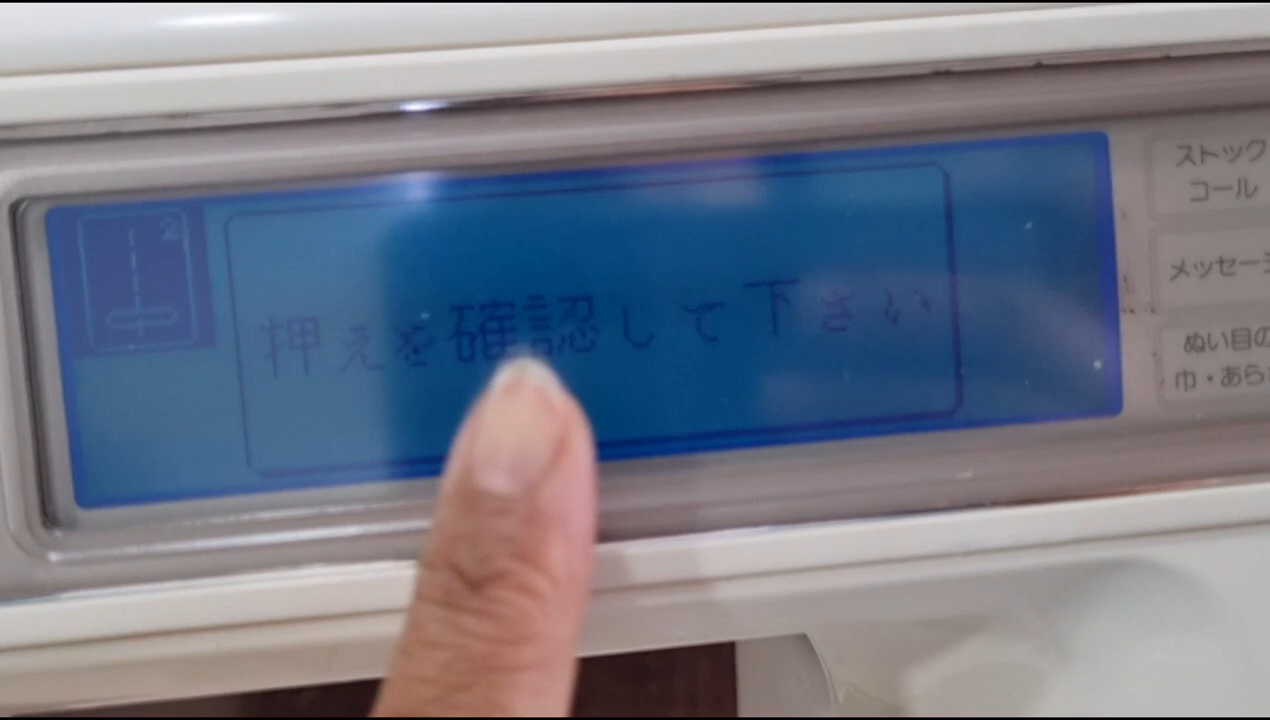 2
押えを確認して下さい
ストック
コール
メッセージ
ぬい目の
巾・あら